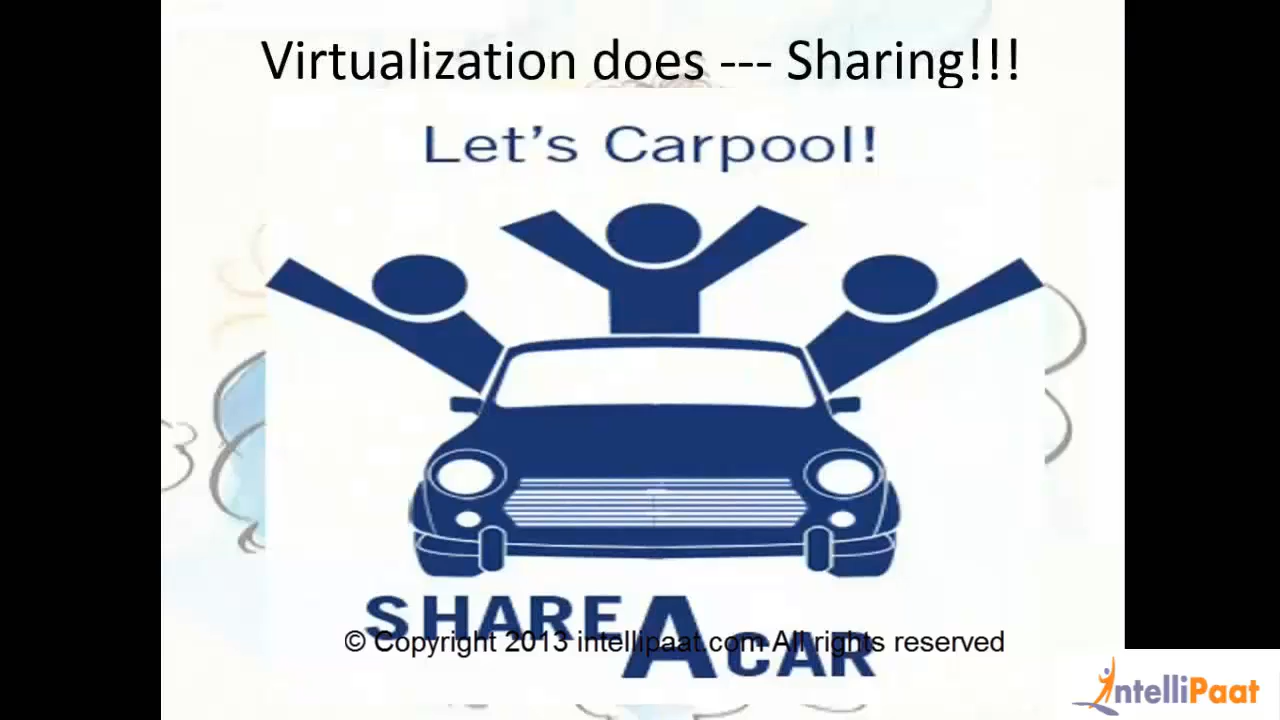 Virtualization does --- Sharing!!!
Let's Carpool!
SHARE A CAR
© Copyright 2013 intellipaat.com All rights reserved
IntelliPaat